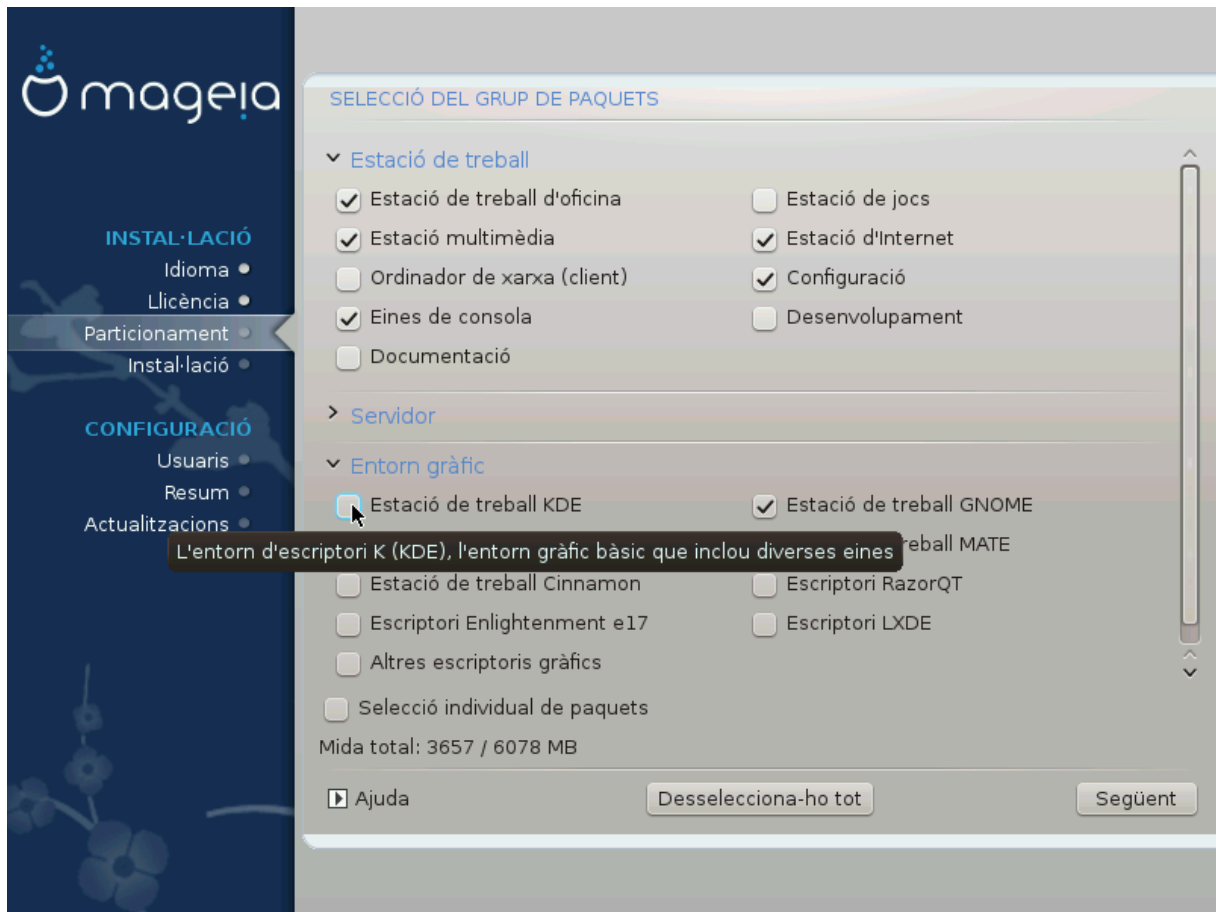 mageia
INSTAL·LACIÓ
Idioma
Llicència
Particionament
Instal·lació
CONFIGURACIÓ
Usuaris
Resum
Actualitzacions
SELECCIÓ DEL GRUP DE PAQUETS
Estació de treball
Estació de treball d'oficina
Estació de jocs
Estació multimèdia
Estació d'Internet
Ordinador de xarxa (client)
Configuració
Eines de consola
Desenvolupament
Documentació
Servidor
Entorn gràfic
Estació de treball KDE
Estació de treball GNOME
L'entorn d'escriptori K (KDE), l'entorn gràfic bàsic que inclou diverses eines
MATE
Estació de treball Cinnamon
Escriptori RazorQT
Escriptori Enlightenment e17
Escriptori LXDE
Altres escriptoris gràfics
Selecció individual de paquets
Mida total: 3657 / 6078 MB
Ajuda
Desselecciona-ho tot
Següent